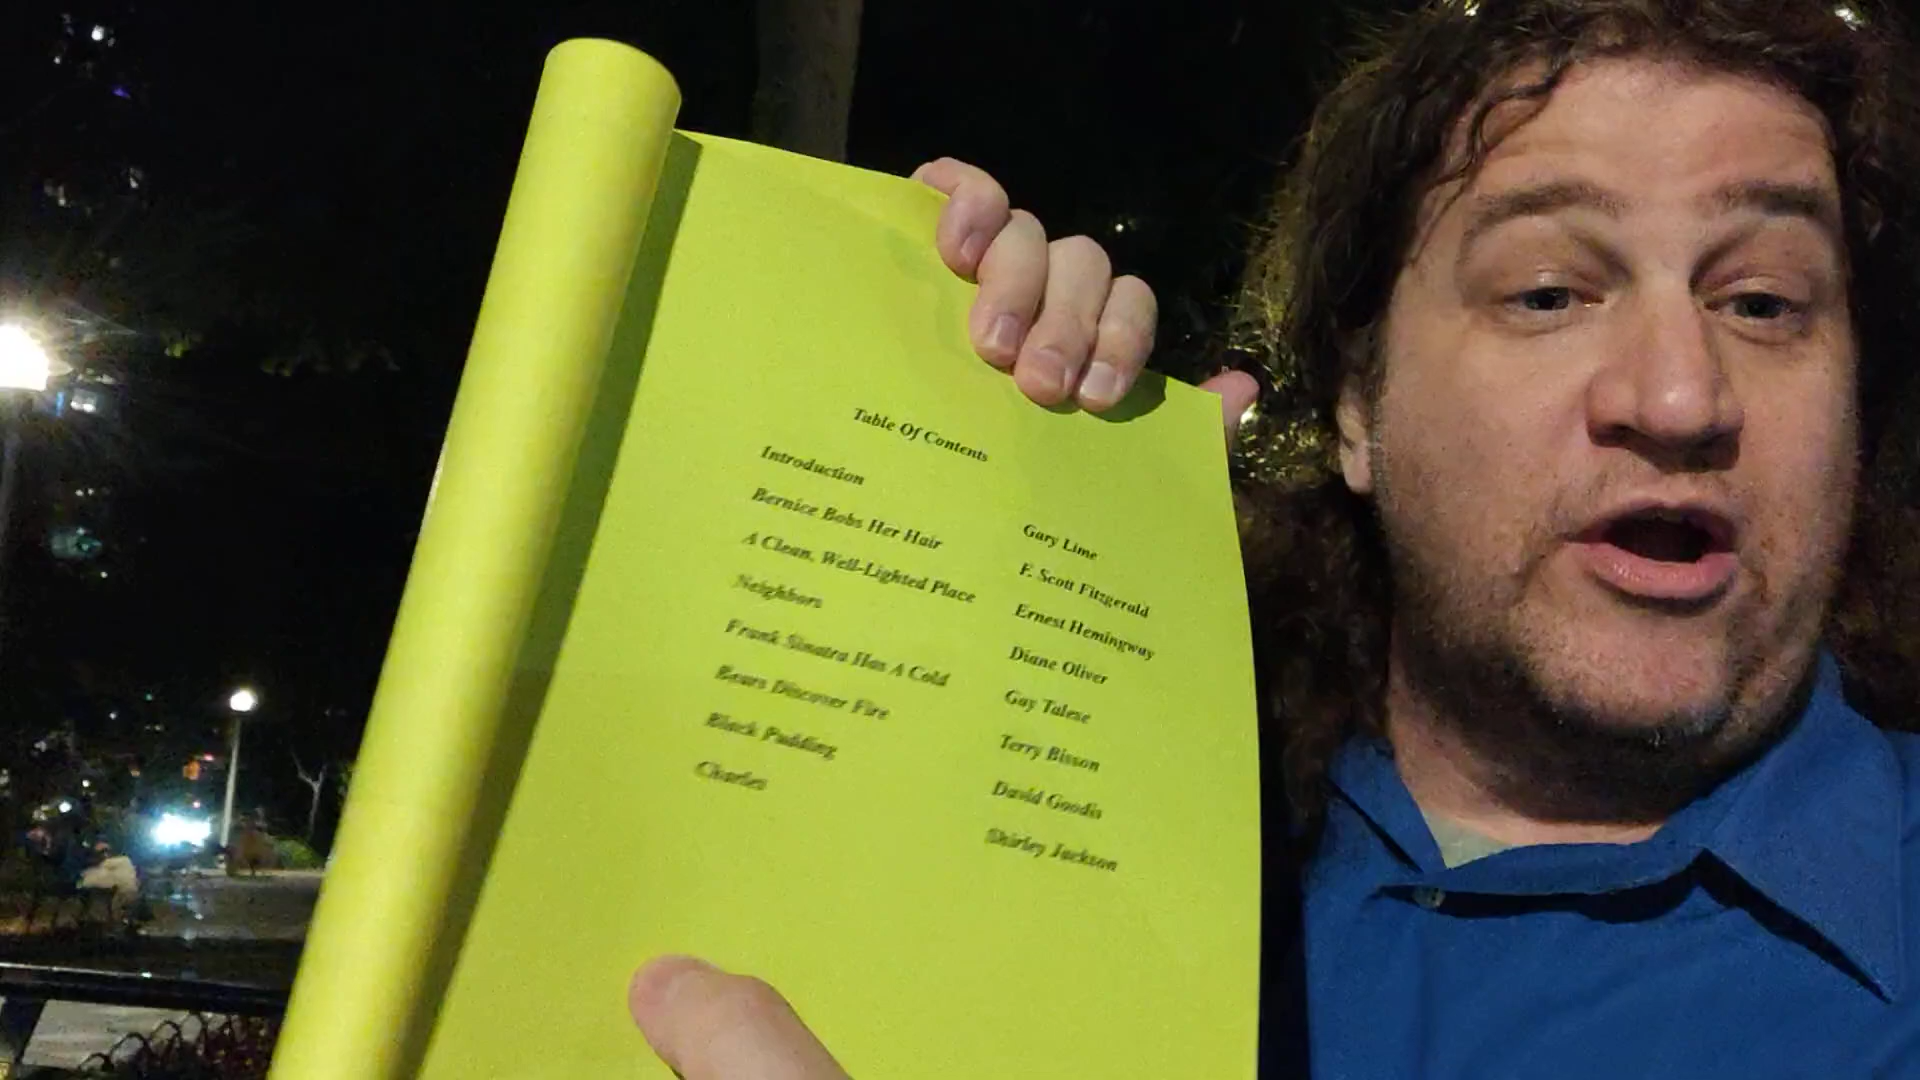 Table Of Contents
Introduction
Gary Lime
Bernice Bobs Her Hair
F. Scott Fitzgerald
A Clean, Well-Lighted Place
Ernest Hemingway
Neighbors
Diane Oliver
Frank Sinatra Has A Cold
Gay Talese
Bears Discover Fire
Terry Bisson
Black Pudding
David Goodis
Charles
Shirley Jackson